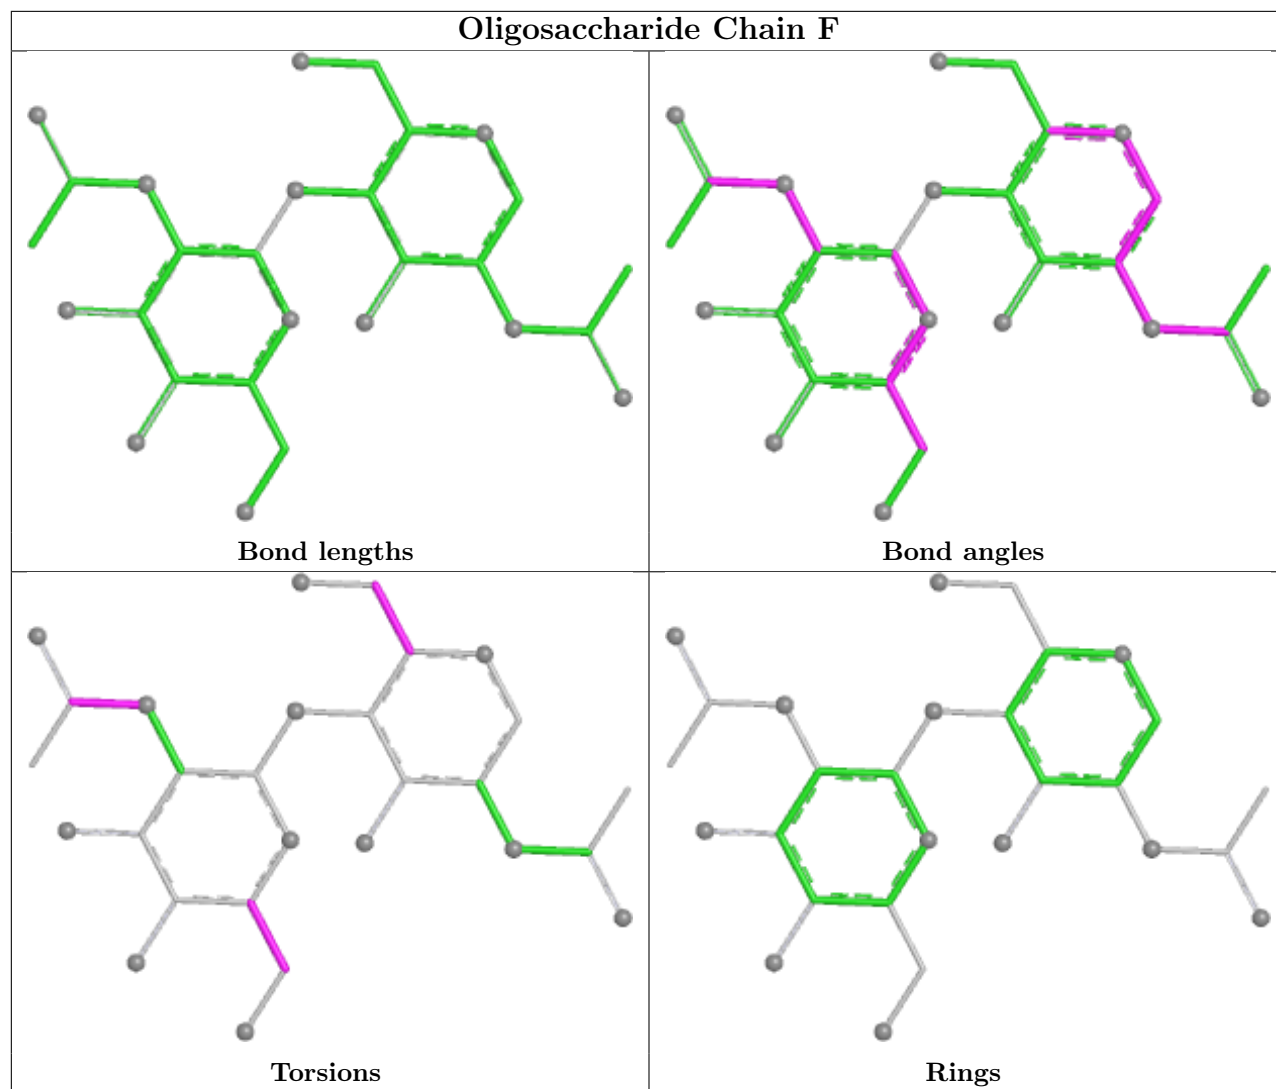 Oligosaccharide Chain F
Bond lengths
Bond angles
Torsions
Rings